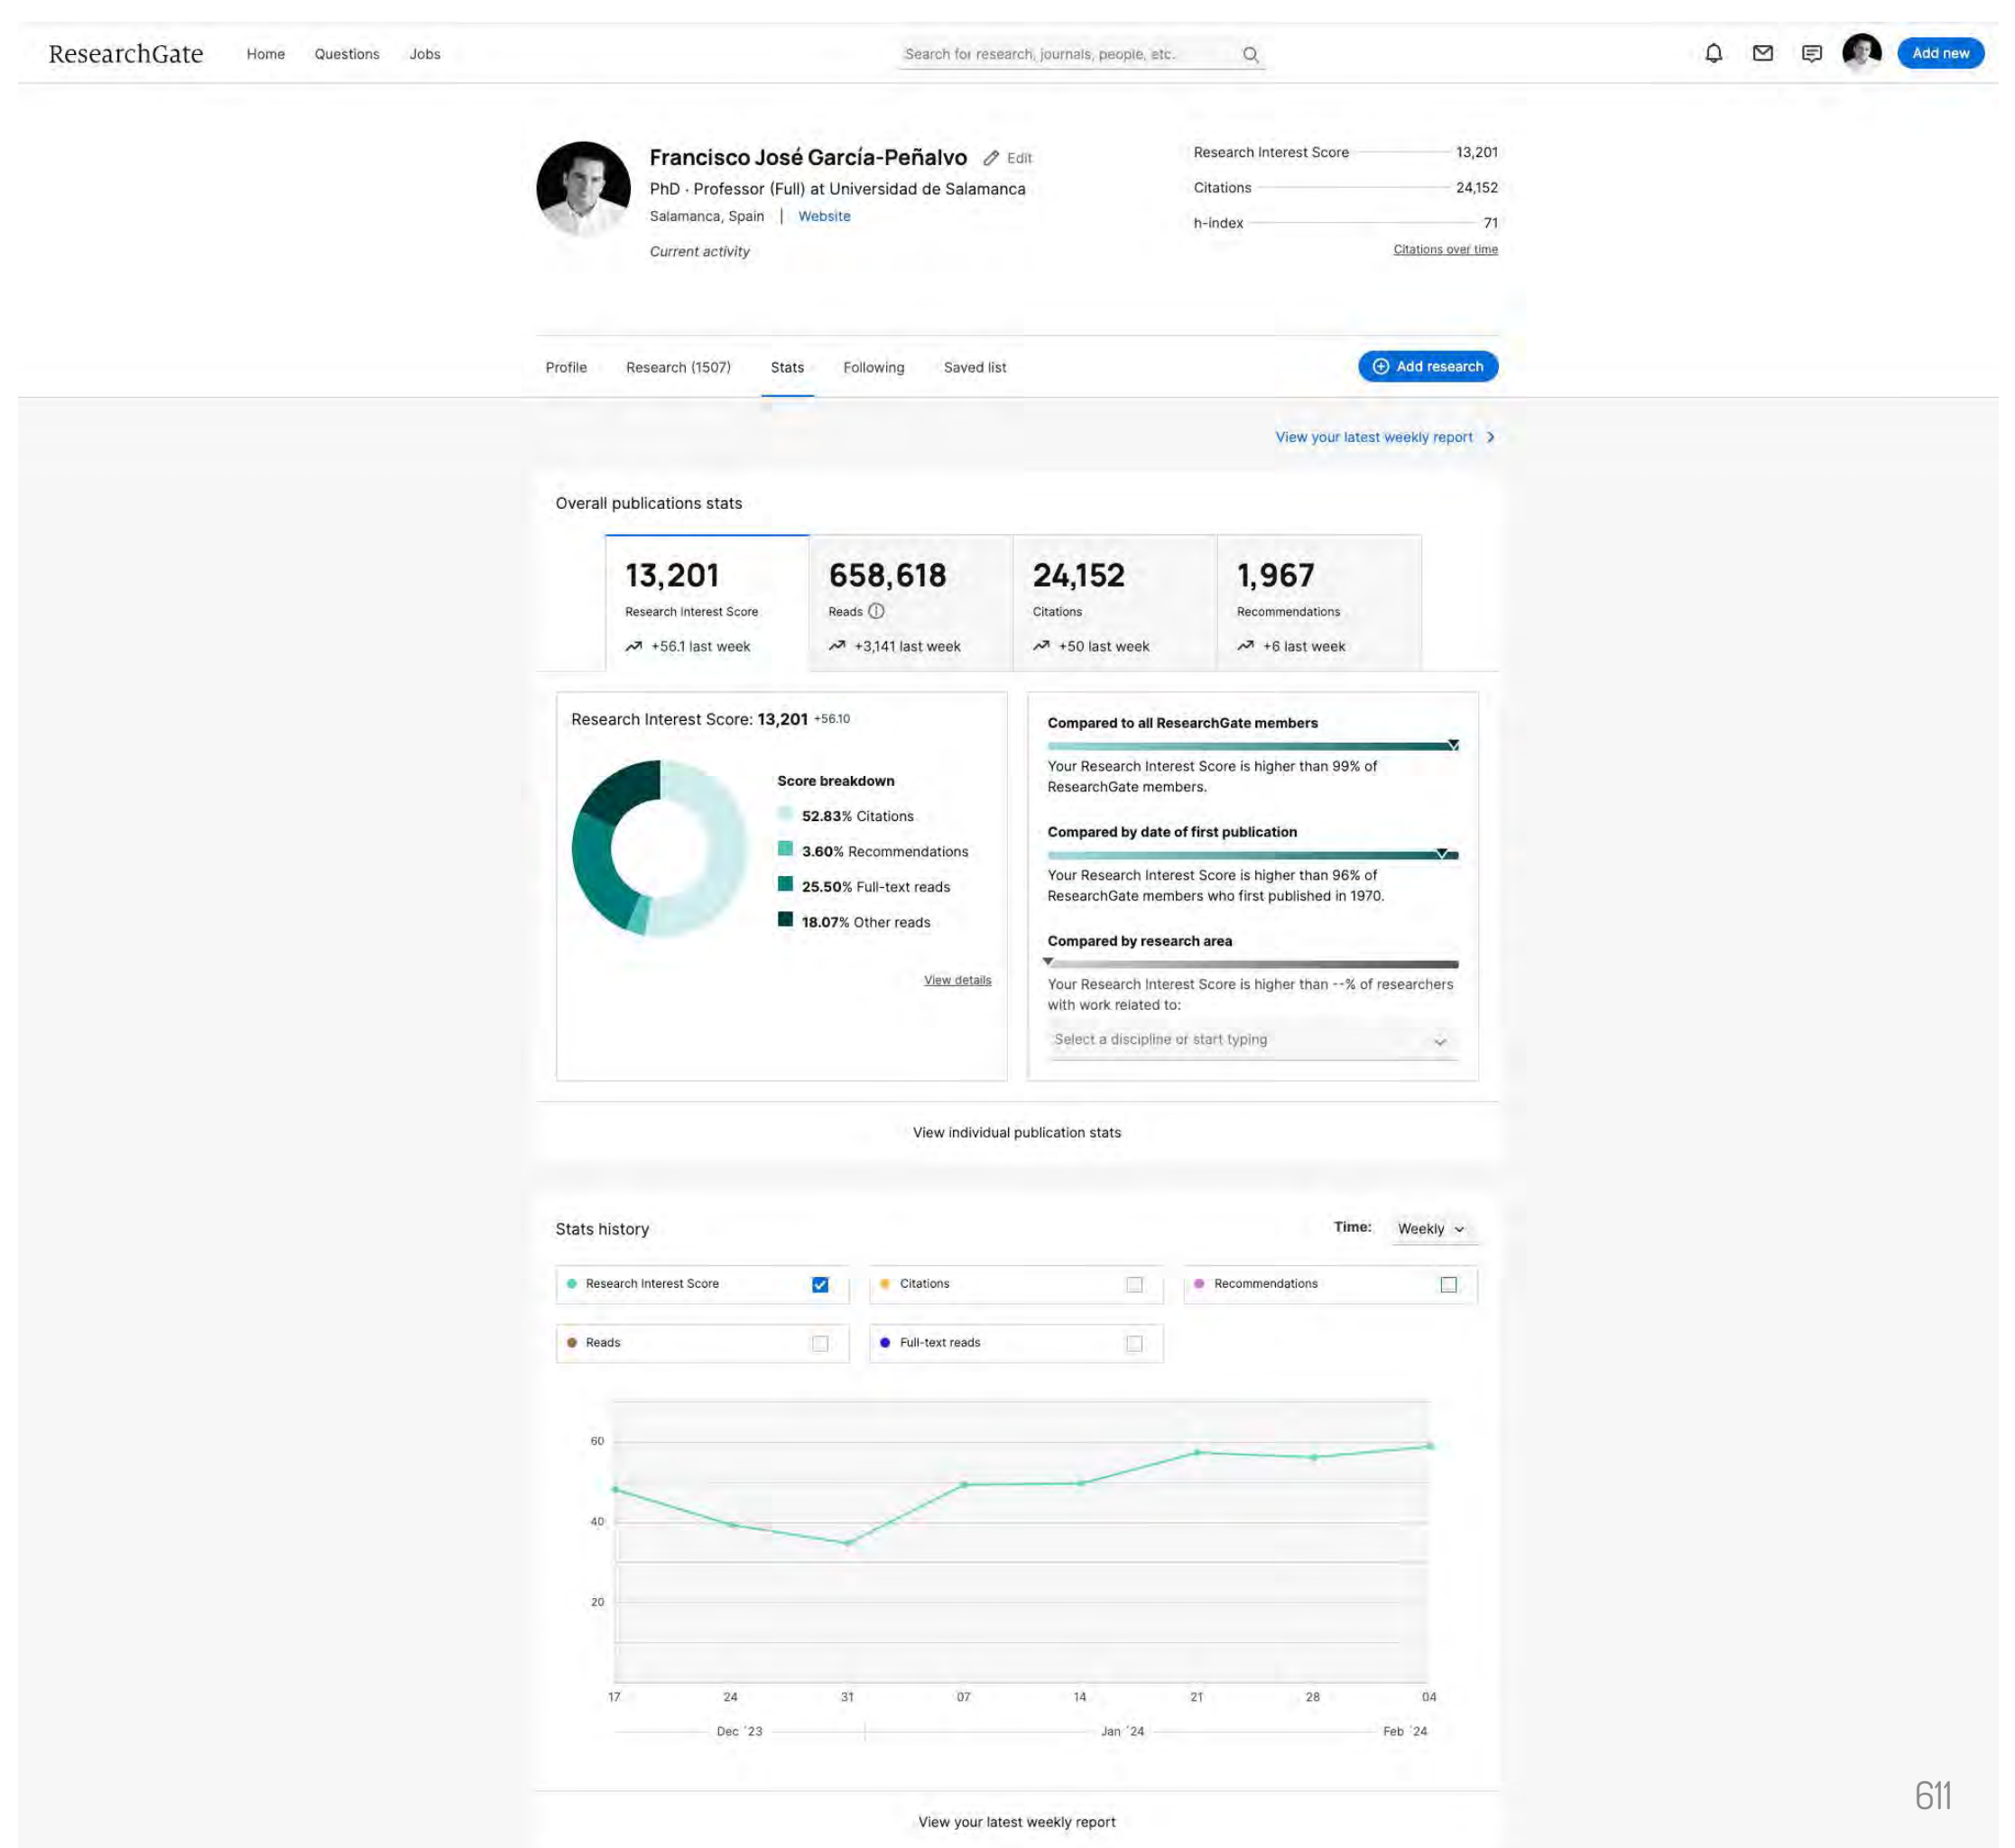 ResearchGate Home Questions Jobs Search for research, journals, people, etc. Add new
Francisco José García-Peñalvo Edit
PhD · Professor (Full) at Universidad de Salamanca
Salamanca, Spain | Website
Current activity
Research Interest Score 13,201
Citations 24,152
h-index 71
Citations over time
Profile Research (1507) Stats Following Saved list Add research
View your latest weekly report
Overall publications stats
13,201 658,618 24,152 1,967
Research Interest Score Reads Citations Recommendations
+56.1 last week +3,141 last week +50 last week +6 last week
Research Interest Score: 13,201 +56.10
Score breakdown
52.83% Citations
3.60% Recommendations
25.50% Full-text reads
18.07% Other reads
View details
Compared to all ResearchGate members
Your Research Interest Score is higher than 99% of
ResearchGate members.
Compared by date of first publication
Your Research Interest Score is higher than 96% of
ResearchGate members who first published in 1970.
Compared by research area
Your Research Interest Score is higher than --% of researchers
with work related to:
Select a discipline or start typing
View individual publication stats
Stats history Time: Weekly
Research Interest Score Citations Recommendations
Reads Full-text reads
60
40
20
17 24 31 07 14 21 28 04
Dec ´23 Jan ´24 Feb ´24
View your latest weekly report
611